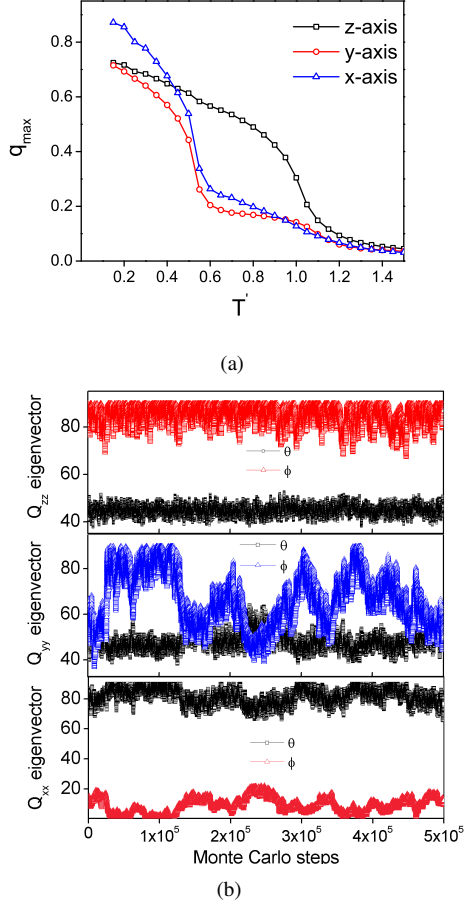 z-axis
y-axis
x-axis
q_max
0.8
0.6
0.4
0.2
0.0
0.2 0.4 0.6 0.8 1.0 1.2 1.4
T'
(a)
Q_zz eigenvector
80
60
40
θ
ϕ
Q_yy eigenvector
80
60
40
θ
ϕ
Q_xx eigenvector
80
60
20
θ
ϕ
0 1x10^5 2x10^5 3x10^5 4x10^5 5x10^5
Monte Carlo steps
(b)